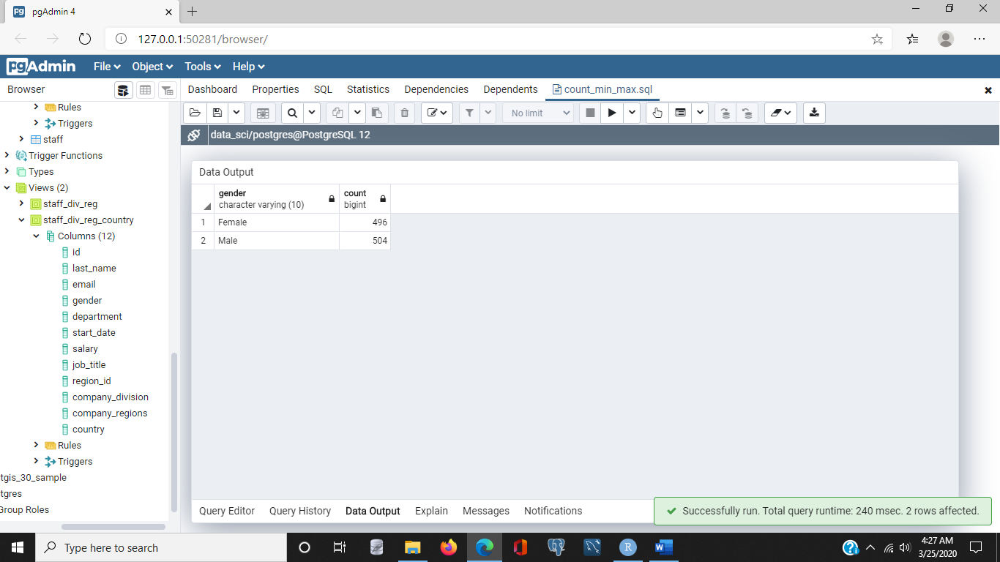 pgAdmin 4
127.0.0.1:50281/browser/
pgAdmin File Object Tools Help
Browser
Dashboard Properties SQL Statistics Dependencies Dependents count_min_max.sql
No limit
data_sci/postgres@PostgreSQL 12
Rules
Triggers
staff
Trigger Functions
Types
Views (2)
staff_div_reg
staff_div_reg_country
Columns (12)
id
last_name
email
gender
department
start_date
salary
job_title
region_id
company_division
company_regions
country
Rules
Triggers
tgis_30_sample
tgres
Group Roles
Data Output
gender count
character varying (10) bigint
1 Female 496
2 Male 504
Query Editor Query History Data Output Explain Messages Notifications
Successfully run. Total query runtime: 240 msec. 2 rows affected.
Type here to search
4:27 AM
3/25/2020